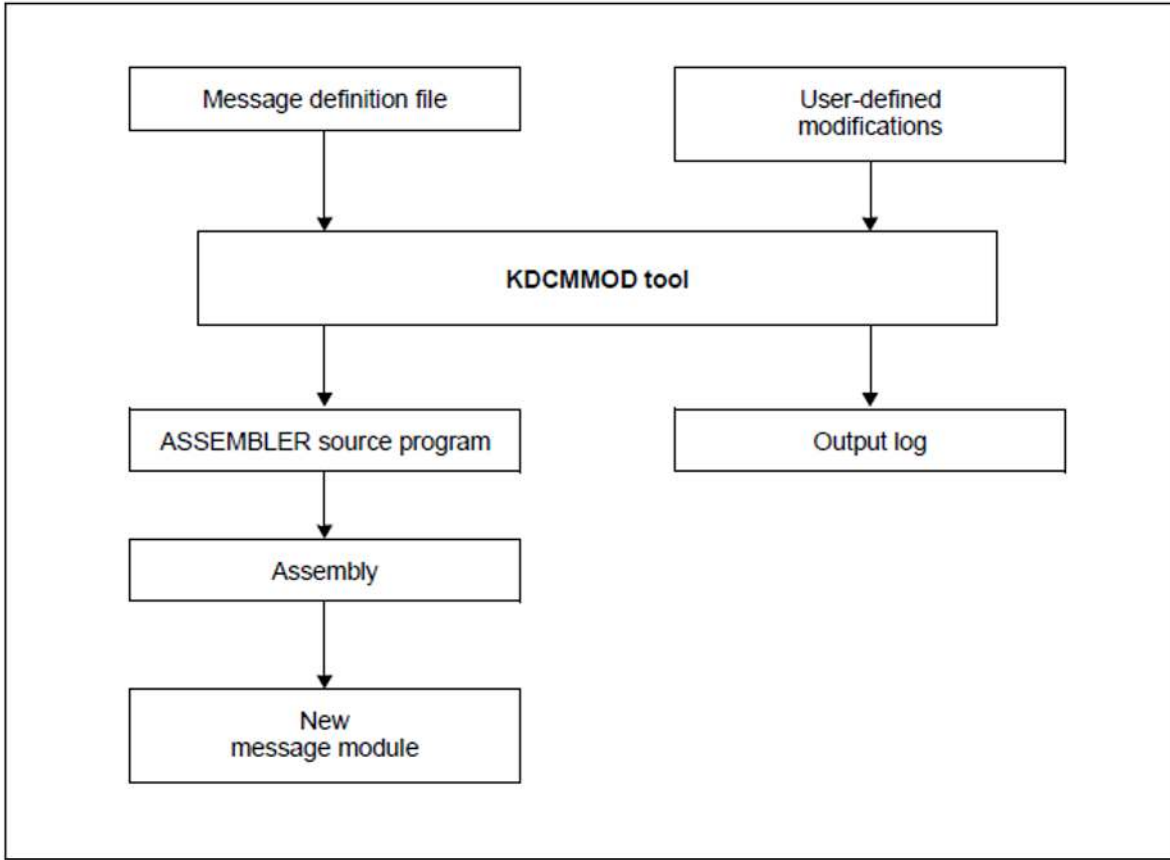 Message definition file
User-defined
modifications
KDCMMOD tool
ASSEMBLER source program
Output log
Assembly
New
message module